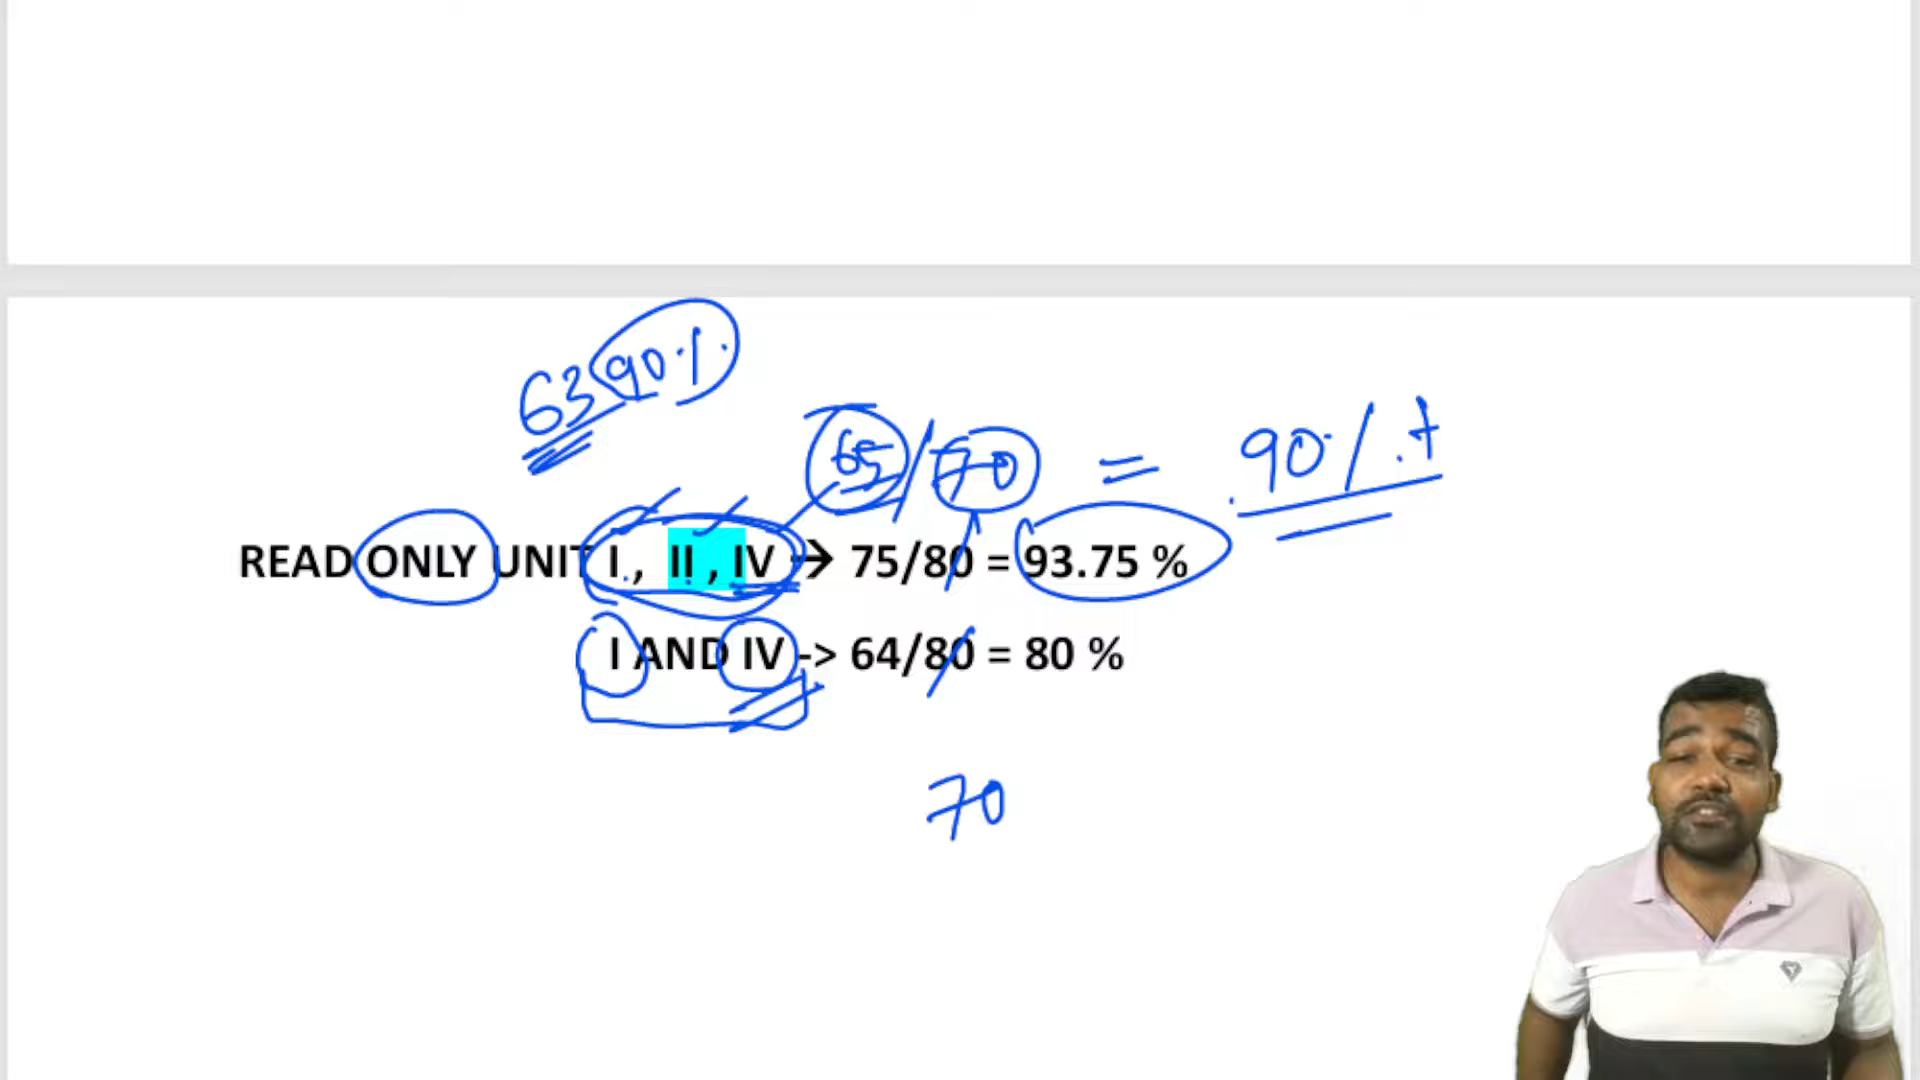 63 90%
65/70 = 90% +
READ ONLY UNIT I , II , IV → 75/80 = 93.75 %
I AND IV -> 64/80 = 80 %
70